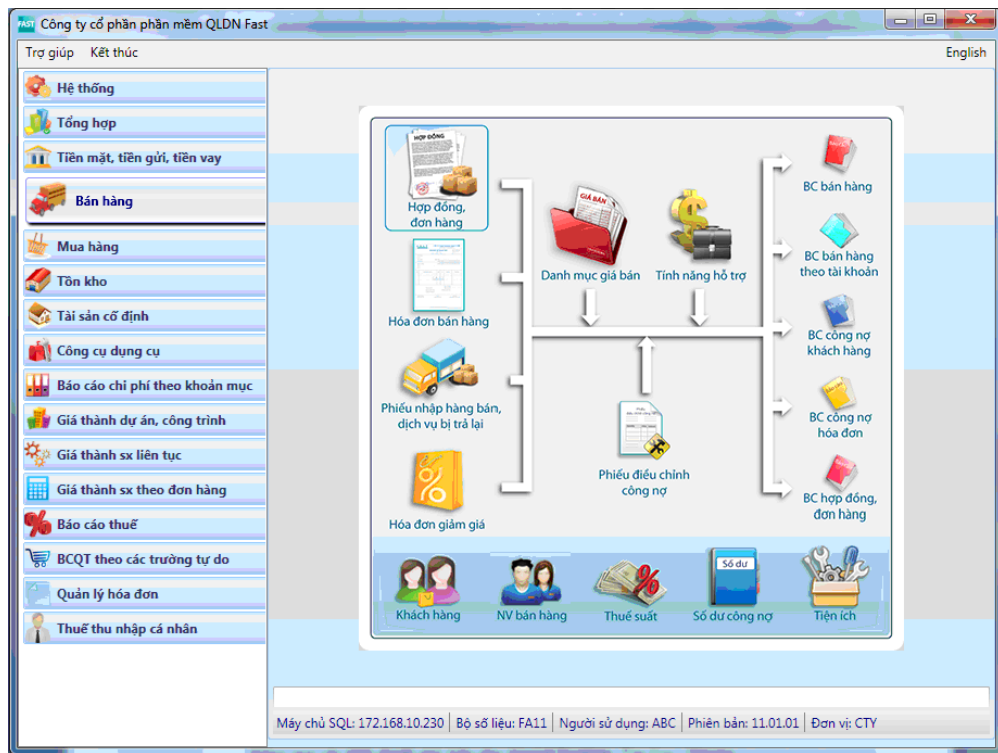 FAST Công ty cổ phần phần mềm QLDN Fast
Trợ giúp Kết thúc English
Hệ thống
Tổng hợp
Tiền mặt, tiền gửi, tiền vay
Bán hàng
Mua hàng
Tồn kho
Tài sản cố định
Công cụ dụng cụ
Báo cáo chi phí theo khoản mục
Giá thành dự án, công trình
Giá thành sx liên tục
Giá thành sx theo đơn hàng
Báo cáo thuế
BCQT theo các trường tự do
Quản lý hóa đơn
Thuế thu nhập cá nhân
HỢP ĐỒNG
Hợp đồng,
đơn hàng
Hóa đơn bán hàng
Phiếu nhập hàng bán,
dịch vụ bị trả lại
Hóa đơn giảm giá
GIÁ BÁN
Danh mục giá bán
Tính năng hỗ trợ
Phiếu điều chỉnh
công nợ
BC bán hàng
BC bán hàng
theo tài khoản
BC công nợ
khách hàng
BC công nợ
hóa đơn
BC hợp đồng,
đơn hàng
Khách hàng
NV bán hàng
Thuế suất
Số dư
Số dư công nợ
Tiện ích
Máy chủ SQL: 172.168.10.230 Bộ số liệu: FA11 Người sử dụng: ABC Phiên bản: 11.01.01 Đơn vị: CTY